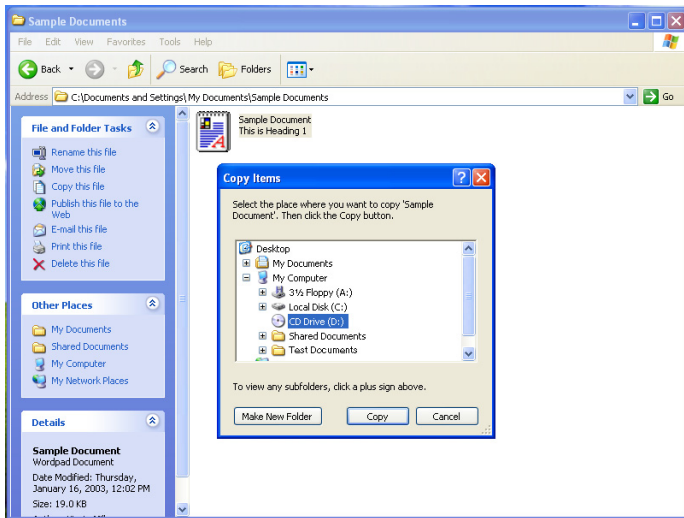 Sample Documents
File Edit View Favorites Tools Help
Back Search Folders
Address C:\Documents and Settings\ My Documents\Sample Documents Go
File and Folder Tasks
Rename this file
Move this file
Copy this file
Publish this file to the
Web
E-mail this file
Print this file
Delete this file
Other Places
My Documents
Shared Documents
My Computer
My Network Places
Details
Sample Document
Wordpad Document
Date Modified: Thursday,
January 16, 2003, 12:02 PM
Size: 19.0 KB
Sample Document
This is Heading 1
Copy Items
Select the place where you want to copy 'Sample
Document'. Then click the Copy button.
Desktop
My Documents
My Computer
3½ Floppy (A:)
Local Disk (C:)
CD Drive (D:)
Shared Documents
Test Documents
To view any subfolders, click a plus sign above.
Make New Folder Copy Cancel